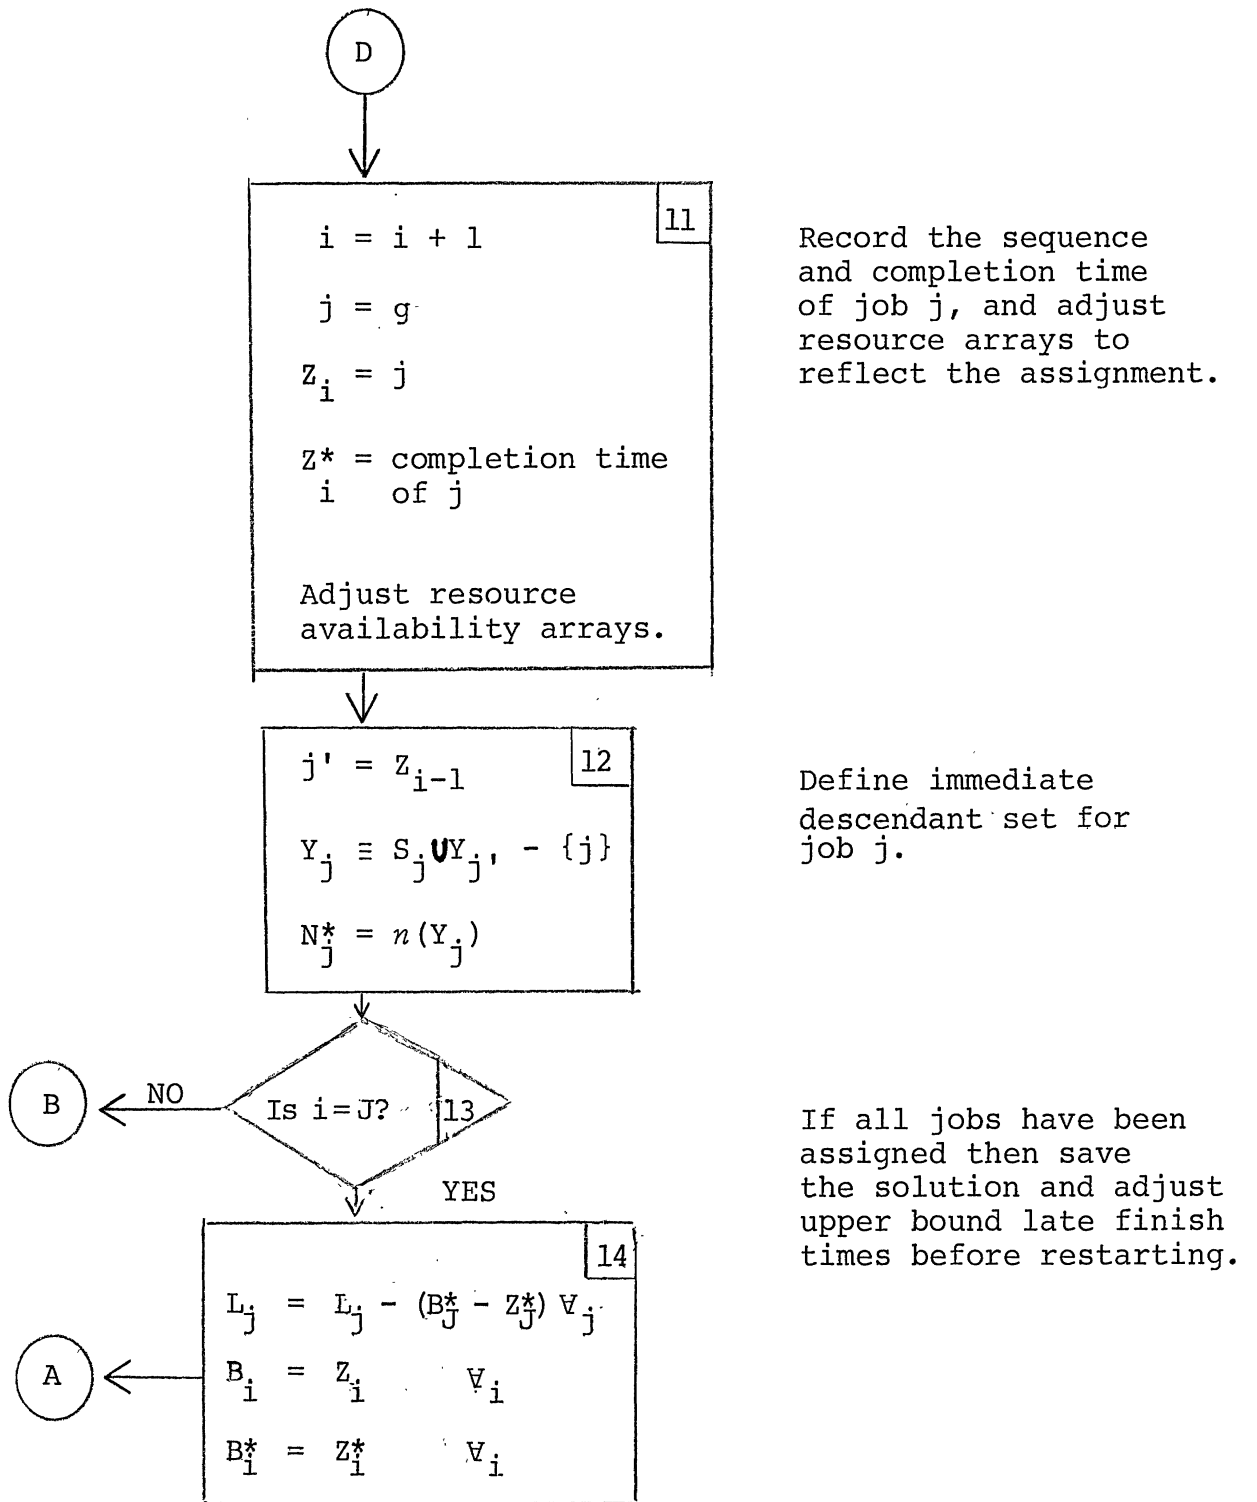 D
11
i = i + 1
j = g
Z_i = j
Z*_i = completion time
of j
Adjust resource
availability arrays.
Record the sequence
and completion time
of job j, and adjust
resource arrays to
reflect the assignment.
12
j' = Z_{i-1}
Y_j ≡ S_j ∪ Y_j' - {j}
N*_j = n(Y_j)
Define immediate
descendant set for
job j.
B
NO
Is i=J?
13
YES
If all jobs have been
assigned then save
the solution and adjust
upper bound late finish
times before restarting.
14
L_j = L_j - (B*_J - Z*_J) ∀_j
A
B_i = Z_i ∀_i
B*_i = Z*_i ∀_i